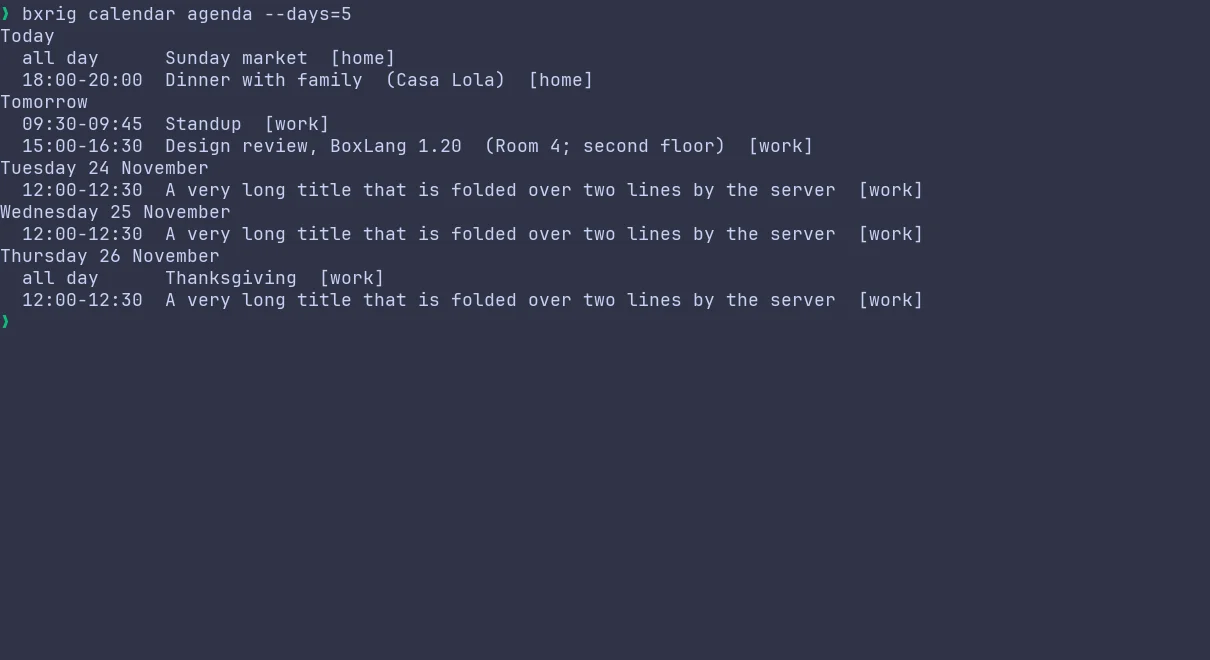 ❯ bxrig calendar agenda --days=5
Today
  all day      Sunday market  [home]
  18:00-20:00  Dinner with family  (Casa Lola)  [home]
Tomorrow
  09:30-09:45  Standup  [work]
  15:00-16:30  Design review, BoxLang 1.20  (Room 4; second floor)  [work]
Tuesday 24 November
  12:00-12:30  A very long title that is folded over two lines by the server  [work]
Wednesday 25 November
  12:00-12:30  A very long title that is folded over two lines by the server  [work]
Thursday 26 November
  all day      Thanksgiving  [work]
  12:00-12:30  A very long title that is folded over two lines by the server  [work]
❯